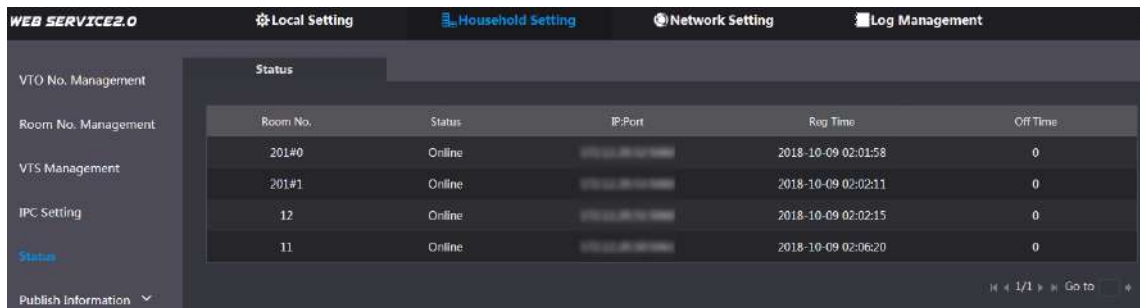 WEB SERVICE2.0 Local Setting Household Setting Network Setting Log Management
VTO No. Management
Room No. Management
VTS Management
IPC Setting
Status
Publish Information
Status
Room No. Status IP:Port Reg Time Off Time
201#0 Online 2018-10-09 02:01:58 0
201#1 Online 2018-10-09 02:02:11 0
12 Online 2018-10-09 02:02:15 0
11 Online 2018-10-09 02:06:20 0
1/1 Go to